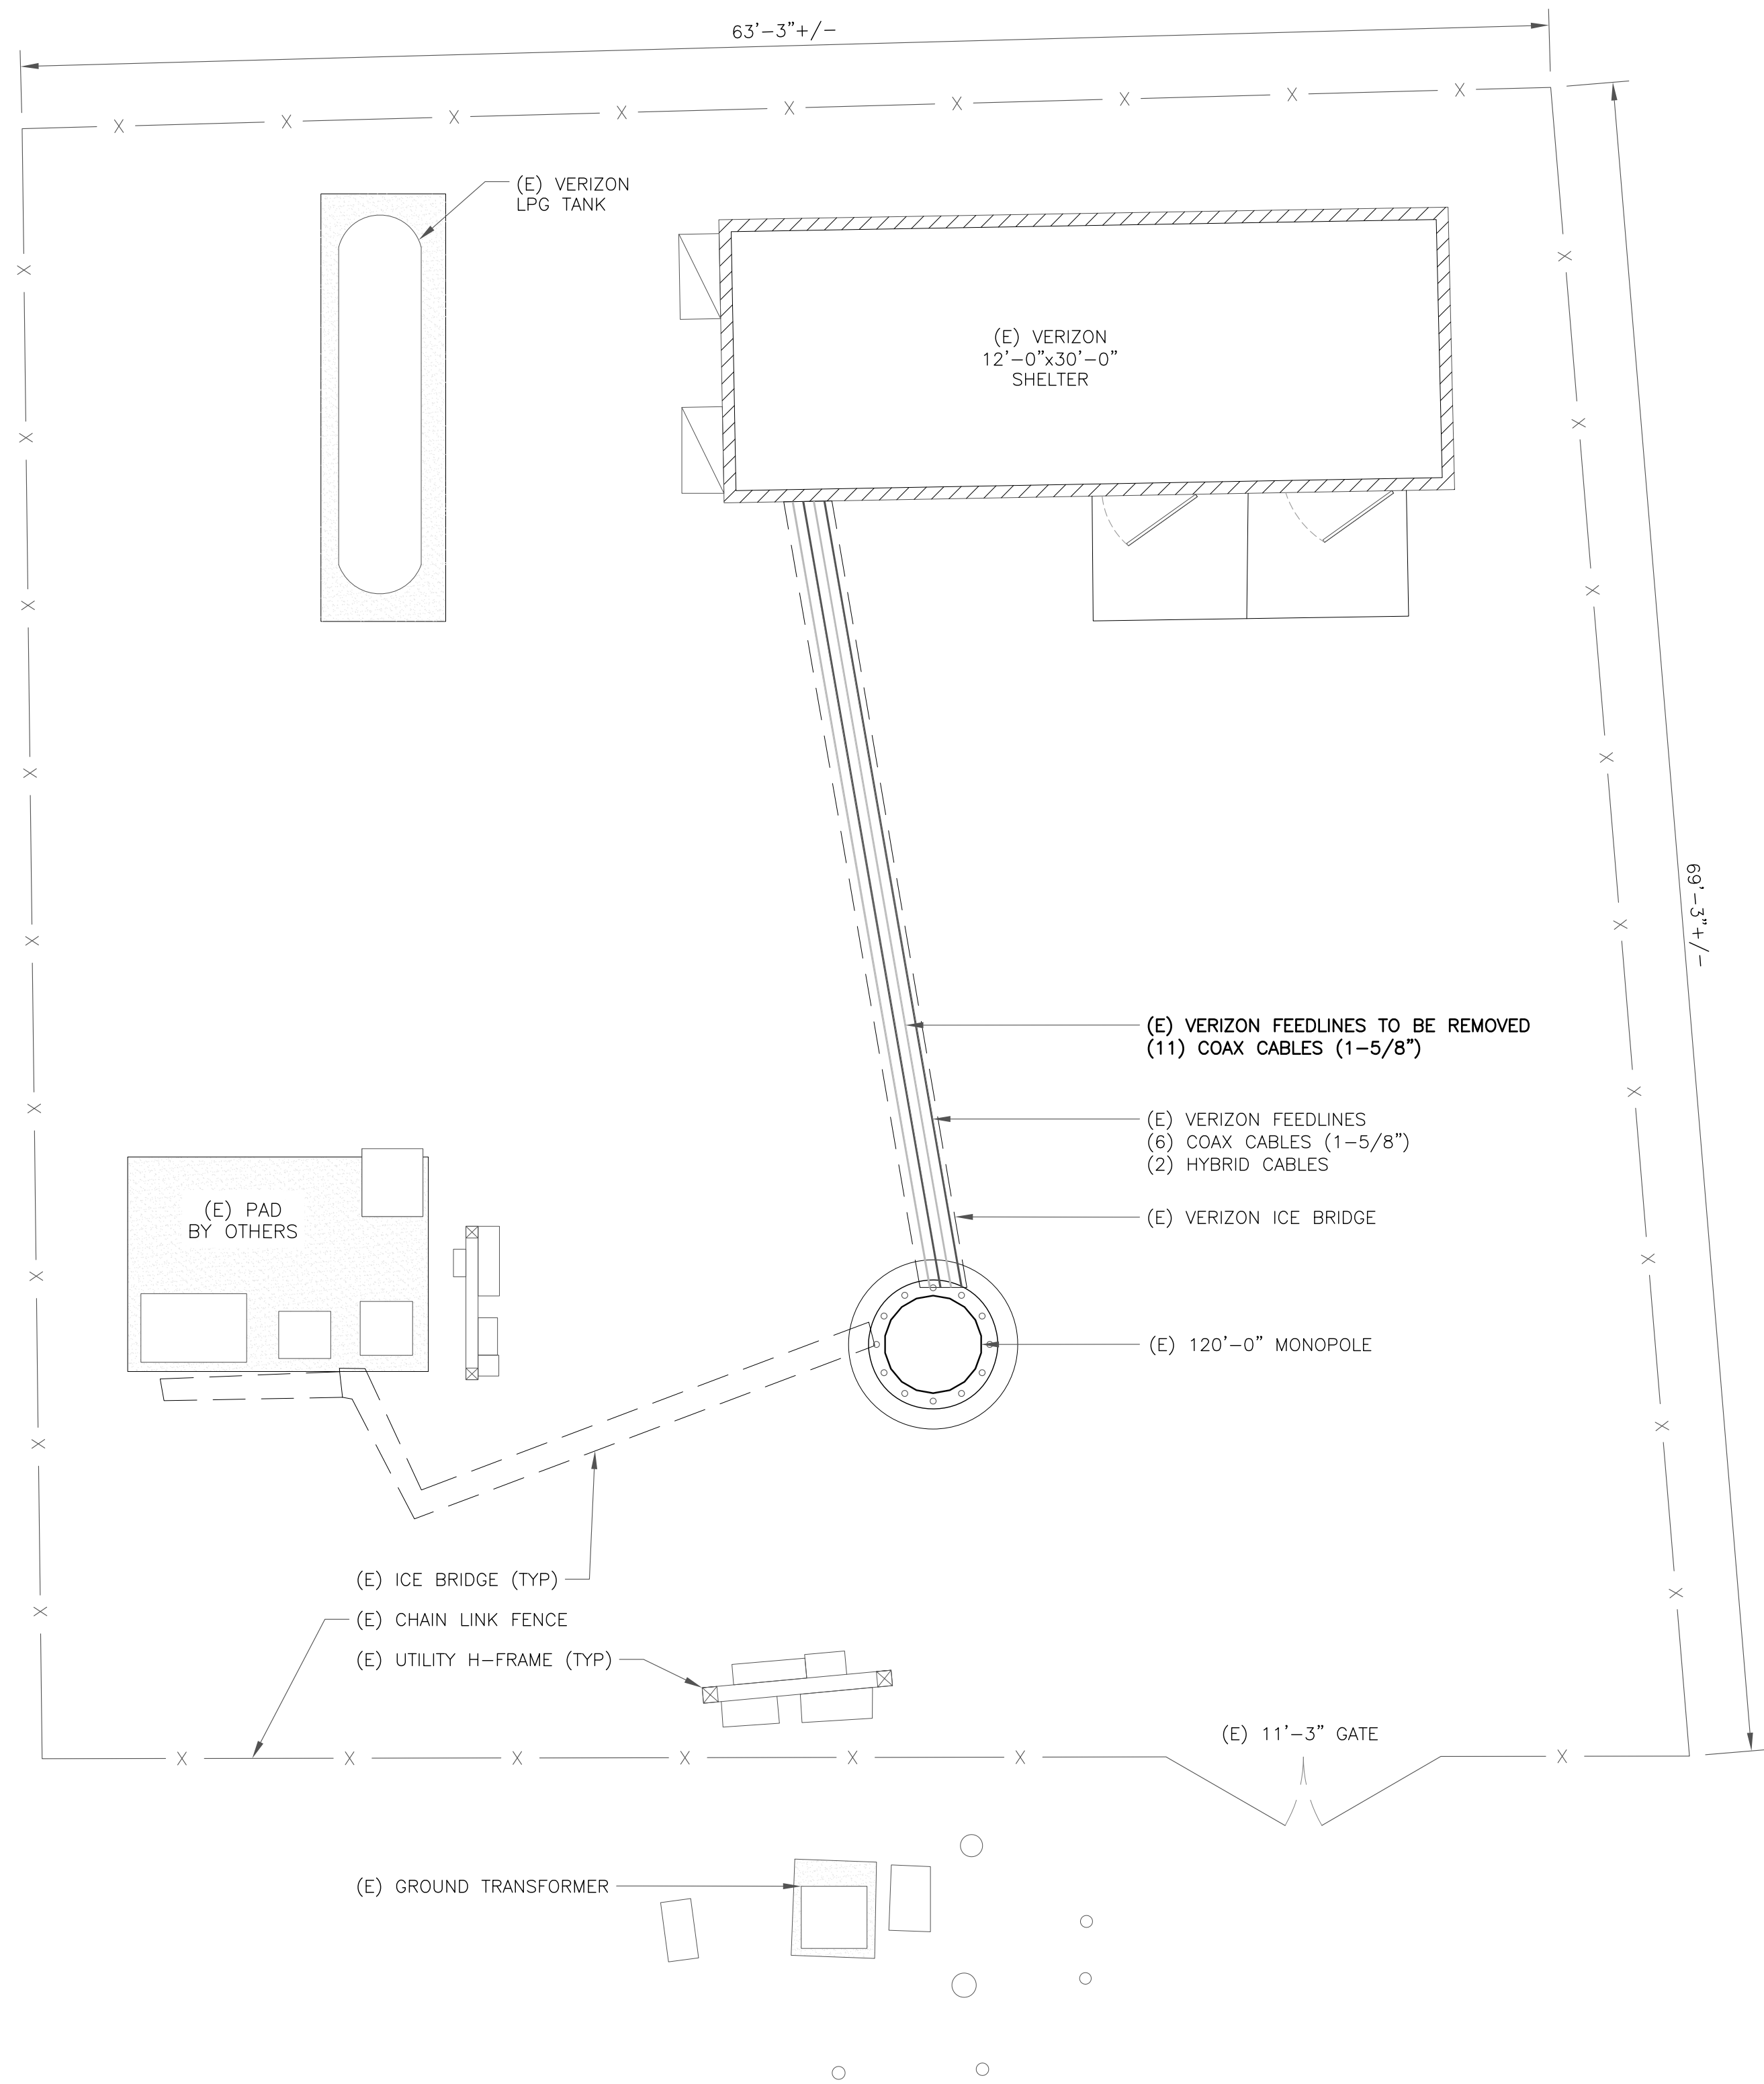 63'-3"+/-
(E) VERIZON
LPG TANK
(E) VERIZON
12'-0"x30'-0"
SHELTER
69'-3"+/-
(E) VERIZON FEEDLINES TO BE REMOVED
(11) COAX CABLES (1-5/8")
(E) VERIZON FEEDLINES
(6) COAX CABLES (1-5/8")
(2) HYBRID CABLES
(E) PAD
BY OTHERS
(E) VERIZON ICE BRIDGE
(E) 120'-0" MONOPOLE
(E) ICE BRIDGE (TYP)
(E) CHAIN LINK FENCE
(E) UTILITY H-FRAME (TYP)
(E) 11'-3" GATE
(E) GROUND TRANSFORMER